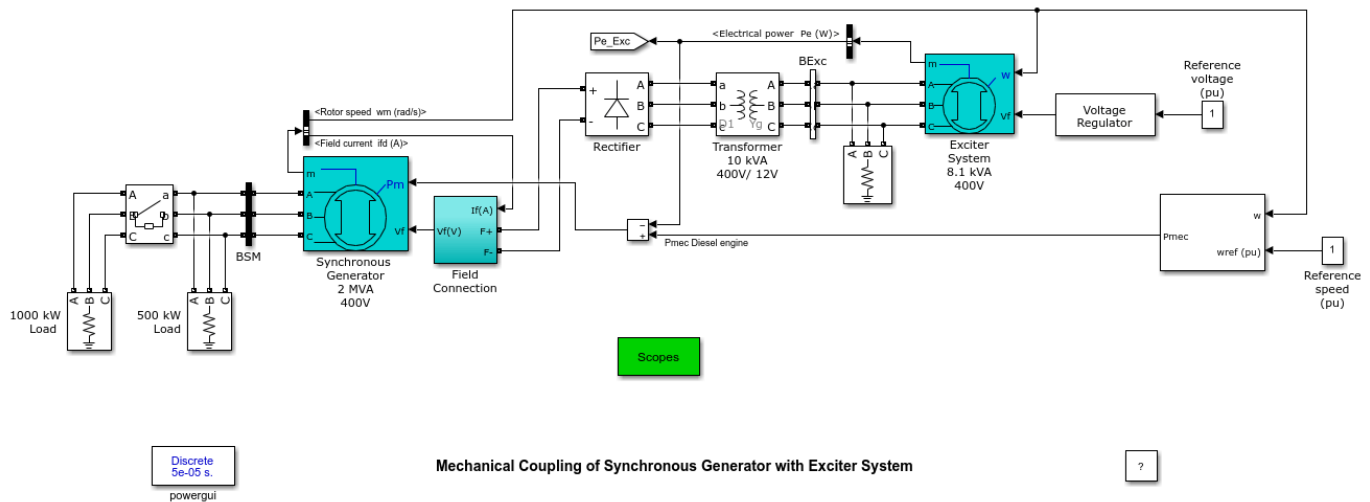 Pe_Exc
<Electrical power Pe (W)>
BExc
m
w
A
B
C
Vf
Exciter
System
8.1 kVA
400V
Voltage
Regulator
Reference
voltage
(pu)
1
+
-
A
B
C
Rectifier
a
b
c
D1
Yg
A
B
C
Transformer
10 kVA
400V/ 12V
A
B
C
<Rotor speed wm (rad/s)>
<Field current ifd (A)>
m
Pm
A
B
C
Vf
Synchronous
Generator
2 MVA
400V
If(A)
Vf(V)
F+
F-
Field
Connection
−
+
Pmec Diesel engine
Pmec
w
wref (pu)
1
Reference
speed
(pu)
A
B
C
a
b
c
BSM
A
B
C
1000 kW
Load
A
B
C
500 kW
Load
Scopes
Discrete
5e-05 s.
powergui
Mechanical Coupling of Synchronous Generator with Exciter System
?